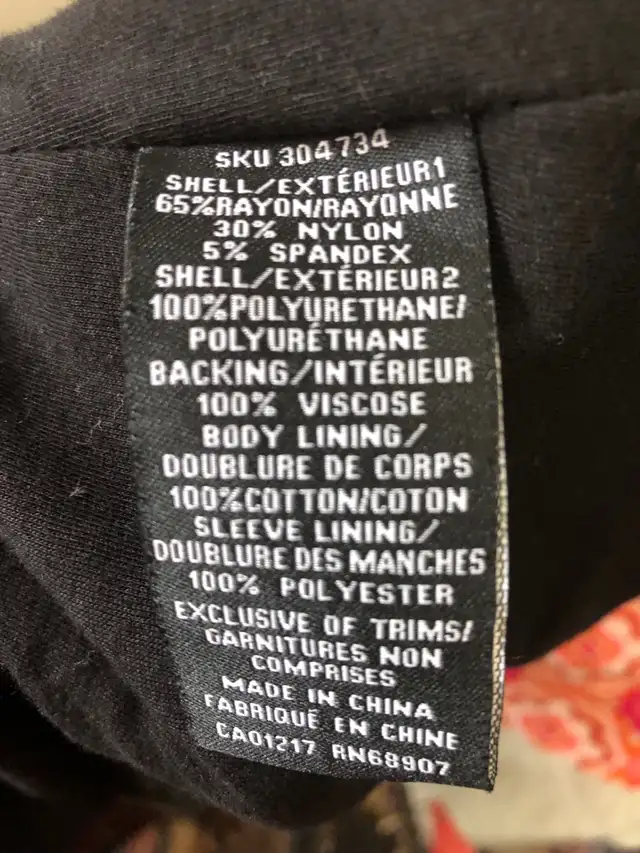 SKU 304734
SHELL/EXTÉRIEUR1
65%RAYON/RAYONNE
30% NYLON
5% SPANDEX
SHELL/EXTÉRIEUR2
100%POLYURETHANE/
POLYURÉTHANE
BACKING/INTÉRIEUR
100% VISCOSE
BODY LINING/
DOUBLURE DE CORPS
100%COTTON/COTON
SLEEVE LINING/
DOUBLURE DES MANCHES
100% POLYESTER
EXCLUSIVE OF TRIMS/
GARNITURES NON
COMPRISES
MADE IN CHINA
FABRIQUÉ EN CHINE
CA01217 RN68907